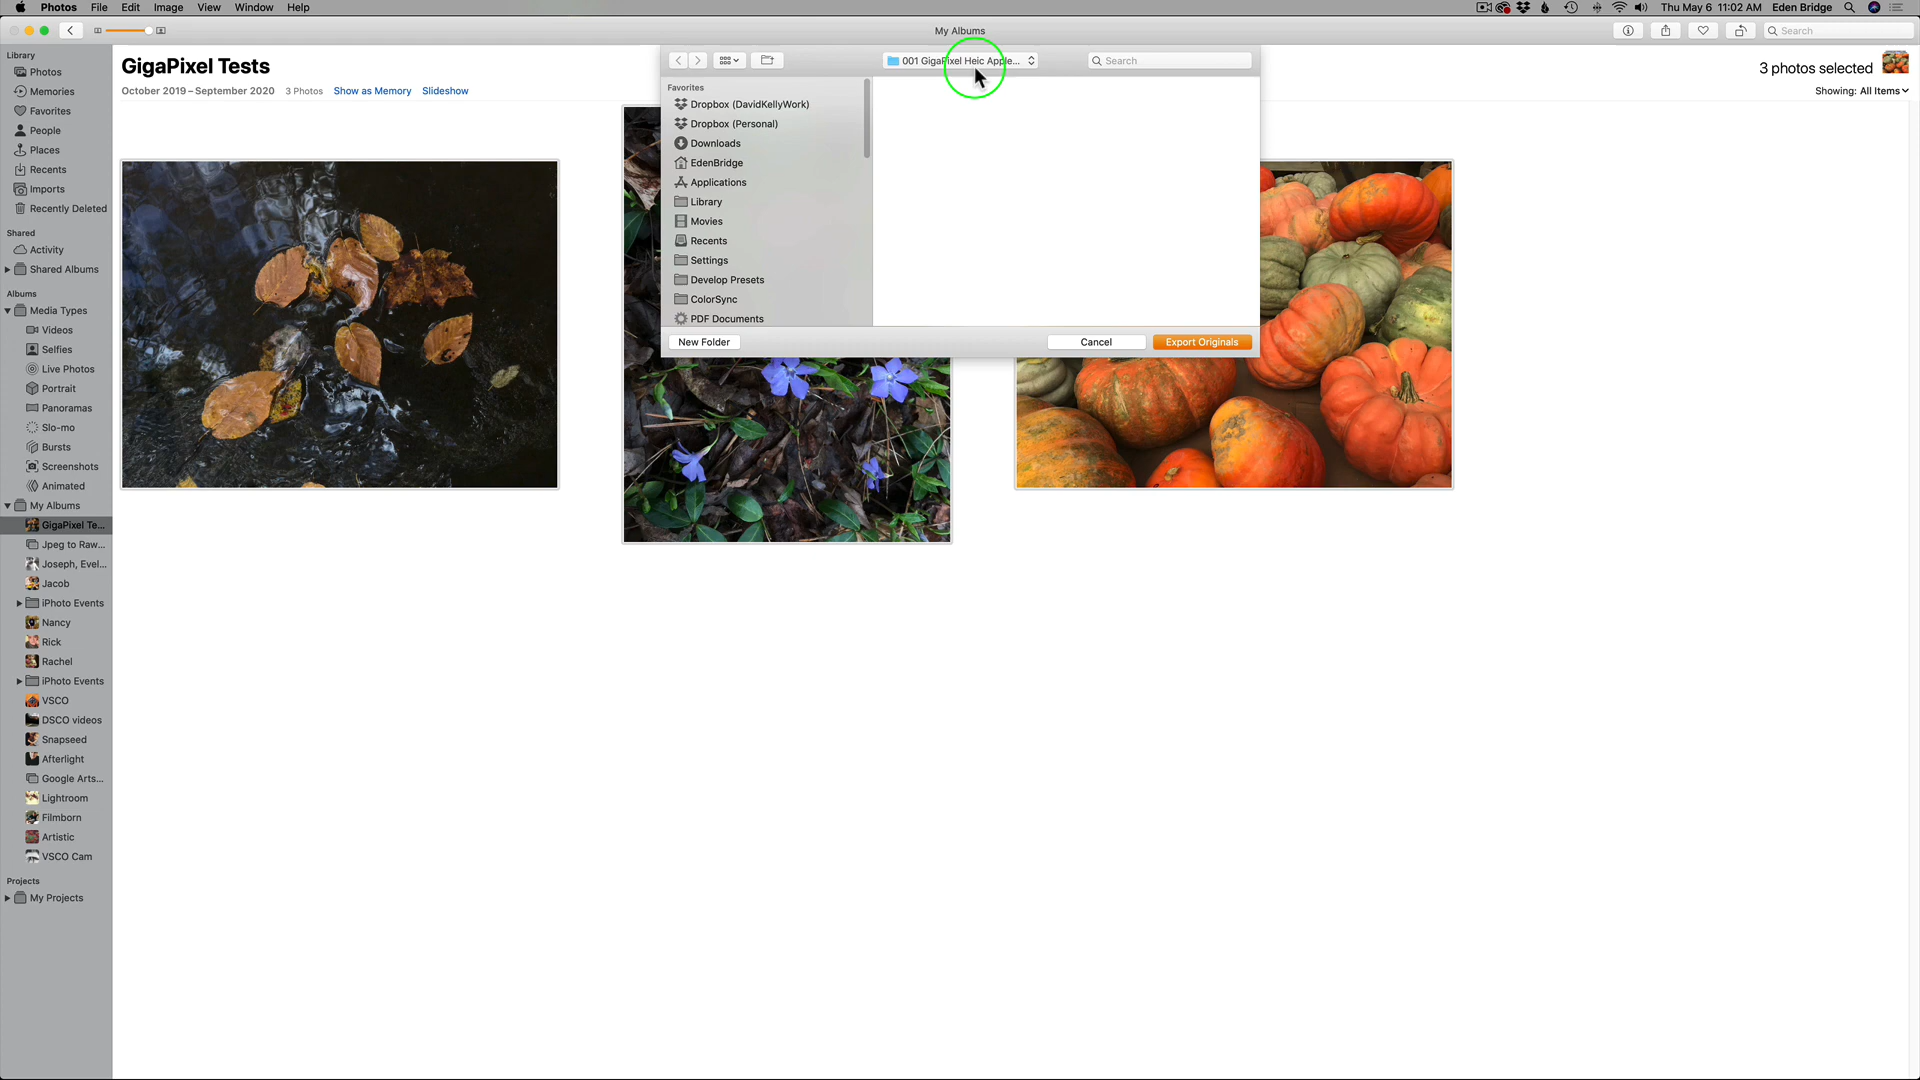 Photos File Edit Image View Window Help
Thu May 6 11:02 AM Eden Bridge
My Albums
Search
Library
Photos
Memories
Favorites
People
Places
Recents
Imports
Recently Deleted
Shared
Activity
Shared Albums
Albums
Media Types
Videos
Selfies
Live Photos
Portrait
Panoramas
Slo-mo
Bursts
Screenshots
Animated
My Albums
GigaPixel Te...
Jpeg to Raw...
Joseph, Evel...
Jacob
iPhoto Events
Nancy
Rick
Rachel
iPhoto Events
VSCO
DSCO videos
Snapseed
Afterlight
Google Arts...
Lightroom
Filmborn
Artistic
VSCO Cam
Projects
My Projects
GigaPixel Tests
October 2019 – September 2020 3 Photos Show as Memory Slideshow
3 photos selected
Showing: All Items
001 GigaPixel Heic Apple...
Search
Favorites
Dropbox (DavidKellyWork)
Dropbox (Personal)
Downloads
EdenBridge
Applications
Library
Movies
Recents
Settings
Develop Presets
ColorSync
PDF Documents
New Folder
Cancel
Export Originals